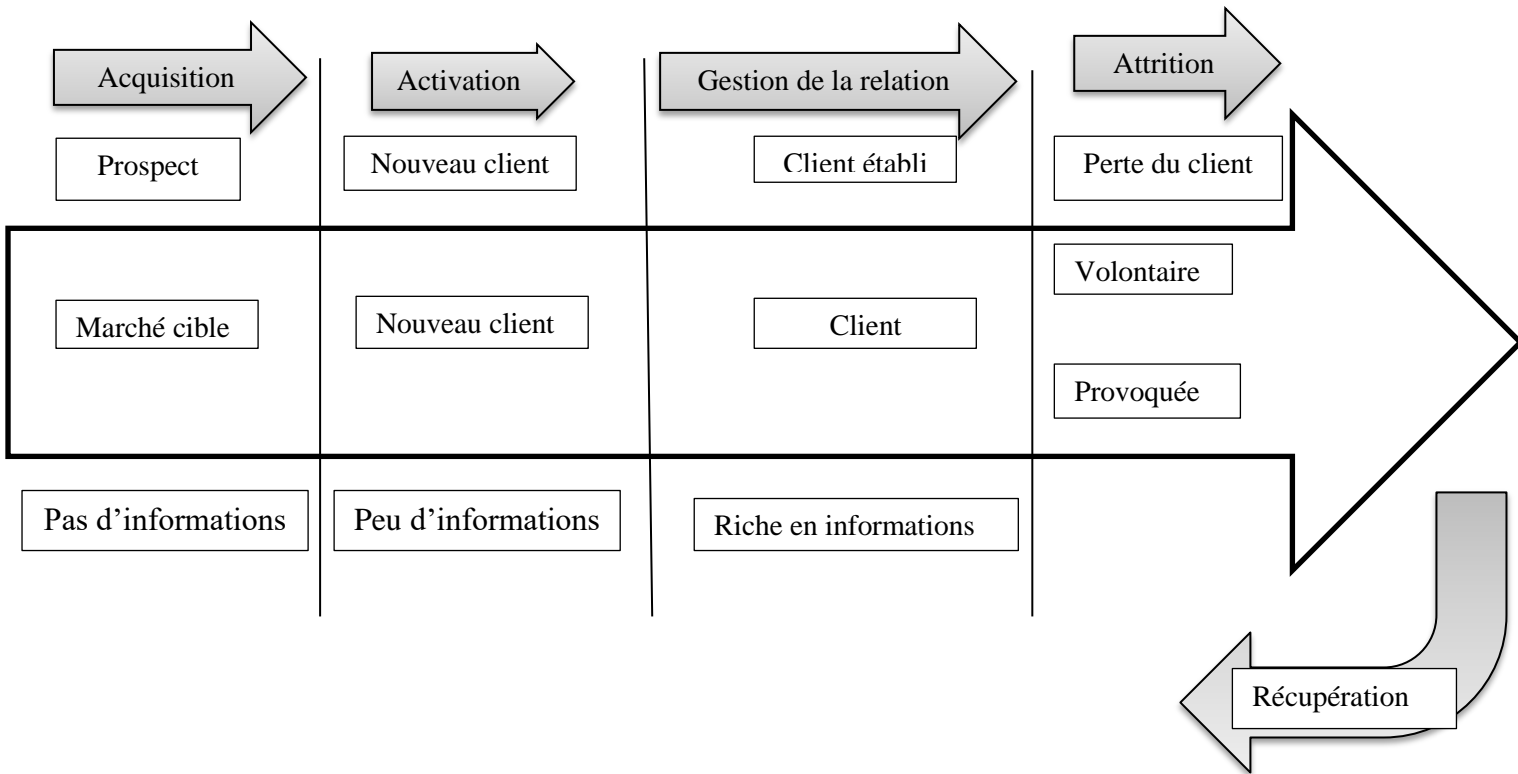 Acquisition
Activation
Gestion de la relation
Attrition
Prospect
Nouveau client
Client établi
Perte du client
Volontaire
Marché cible
Nouveau client
Client
Provoquée
Pas d’informations
Peu d’informations
Riche en informations
Récupération